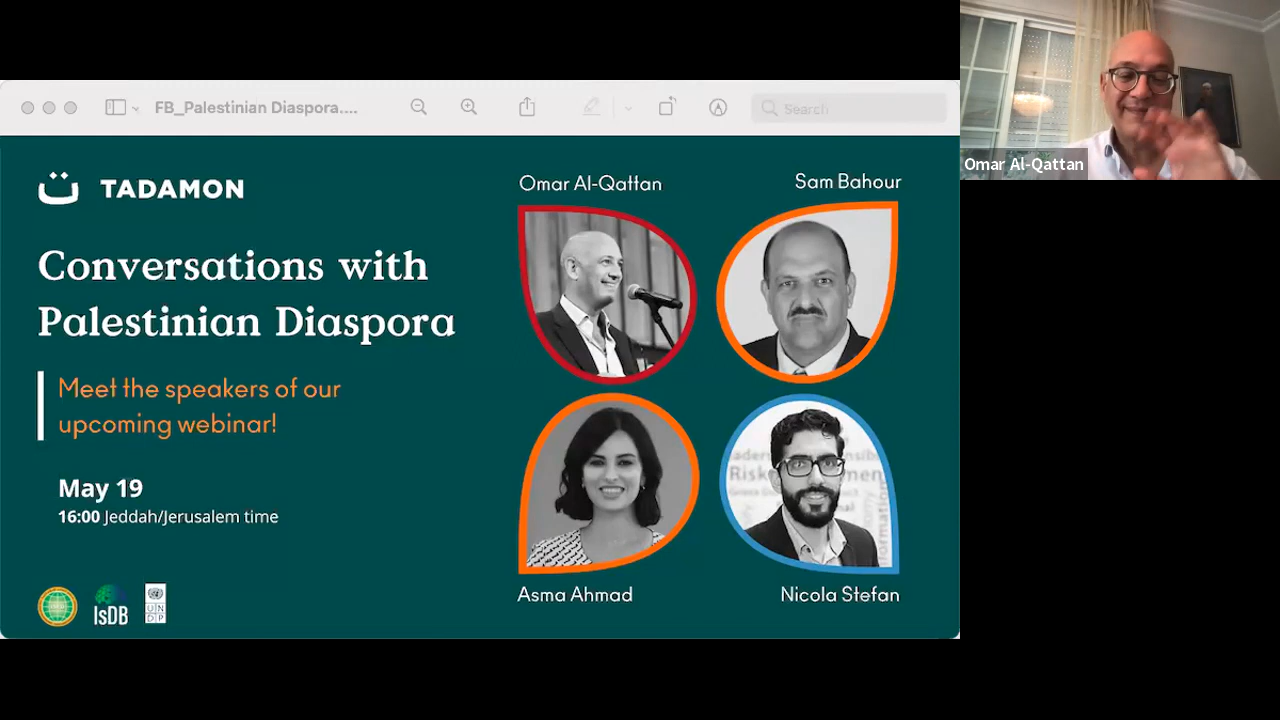 FB_Palestinian Diaspora....
Search
TADAMON
Conversations with
Palestinian Diaspora
Meet the speakers of our
upcoming webinar!
May 19
16:00 Jeddah/Jerusalem time
IsDB
U N
D P
Omar Al-Qattan
Sam Bahour
Risk
Asma Ahmad
Nicola Stefan
Omar Al-Qattan